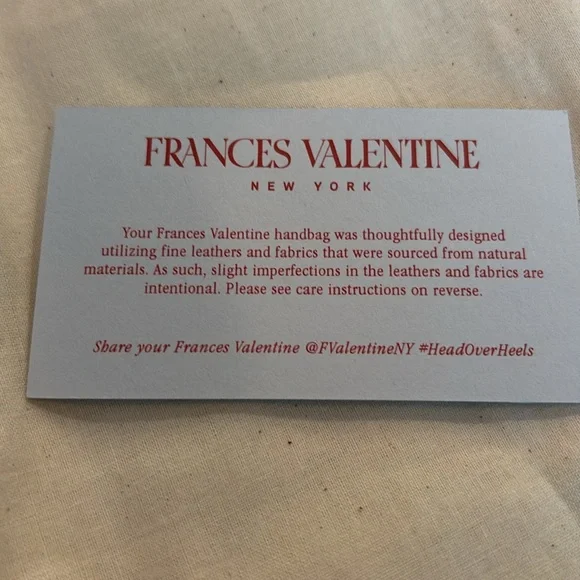 FRANCES VALENTINE
NEW YORK
Your Frances Valentine handbag was thoughtfully designed
utilizing fine leathers and fabrics that were sourced from natural
materials. As such, slight imperfections in the leathers and fabrics are
intentional. Please see care instructions on reverse.
Share your Frances Valentine @FValentineNY #HeadOverHeels